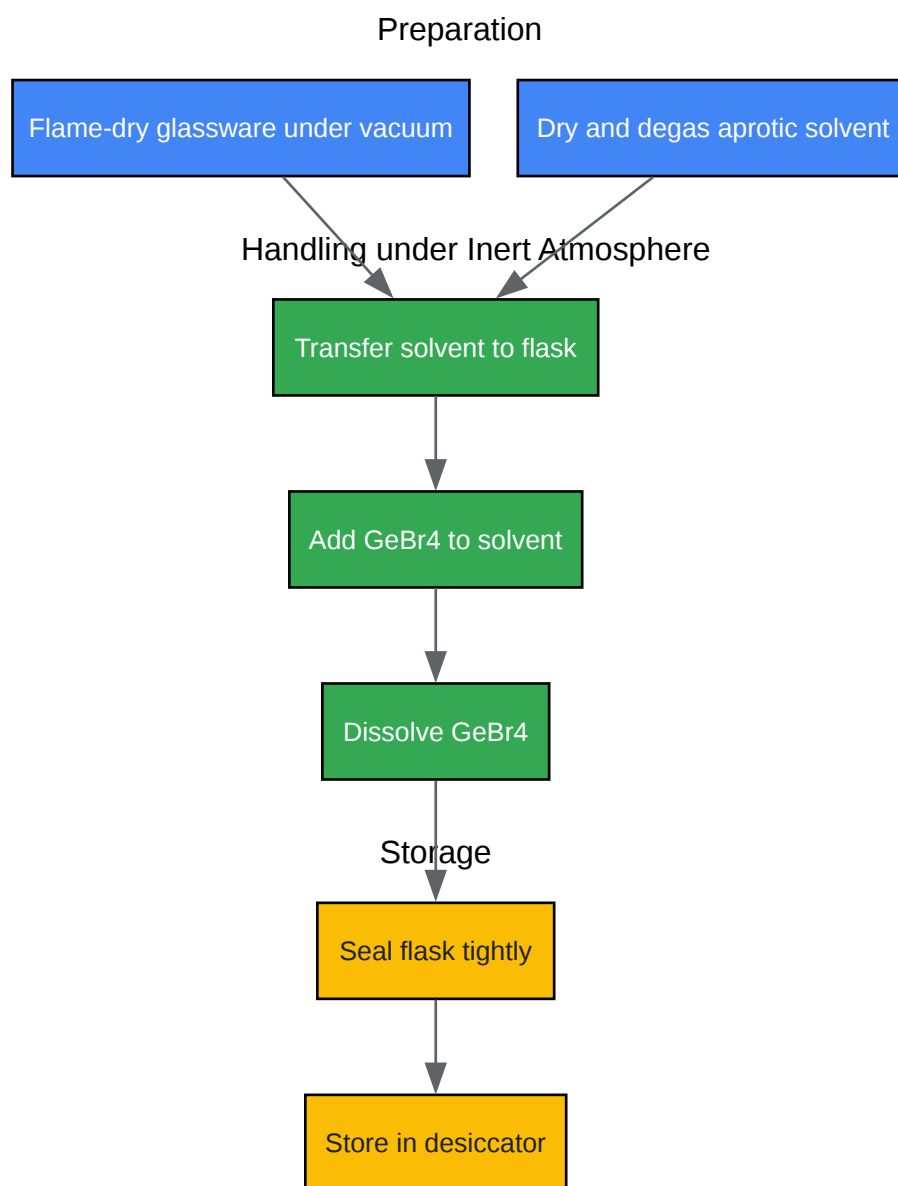 Preparation
Flame-dry glassware under vacuum
Dry and degas aprotic solvent
Handling under Inert Atmosphere
Transfer solvent to flask
Add GeBr4 to solvent
Dissolve GeBr4
Storage
Seal flask tightly
Store in desiccator